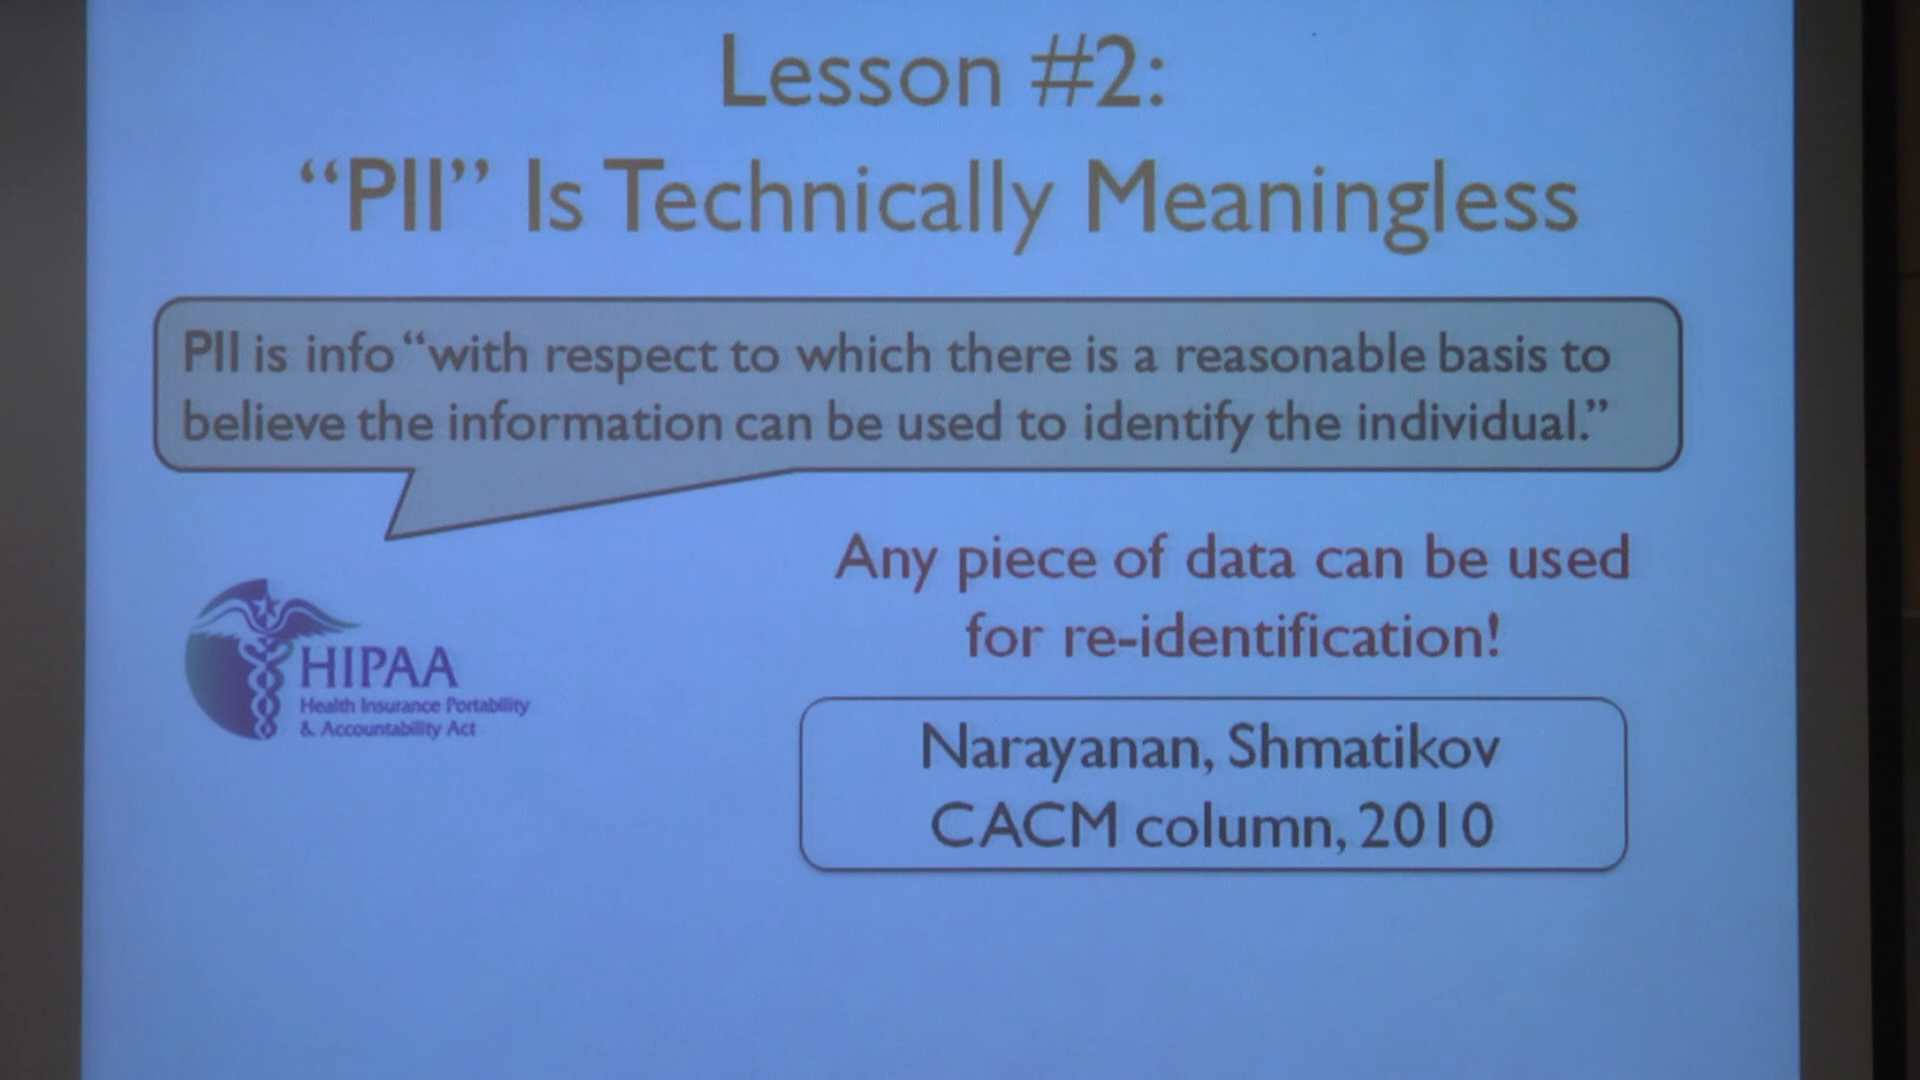 Lesson #2:
“PII” Is Technically Meaningless
PII is info “with respect to which there is a reasonable basis to
believe the information can be used to identify the individual.”
Any piece of data can be used
for re-identification!
HIPAA
Health Insurance Portability
& Accountability Act
Narayanan, Shmatikov
CACM column, 2010